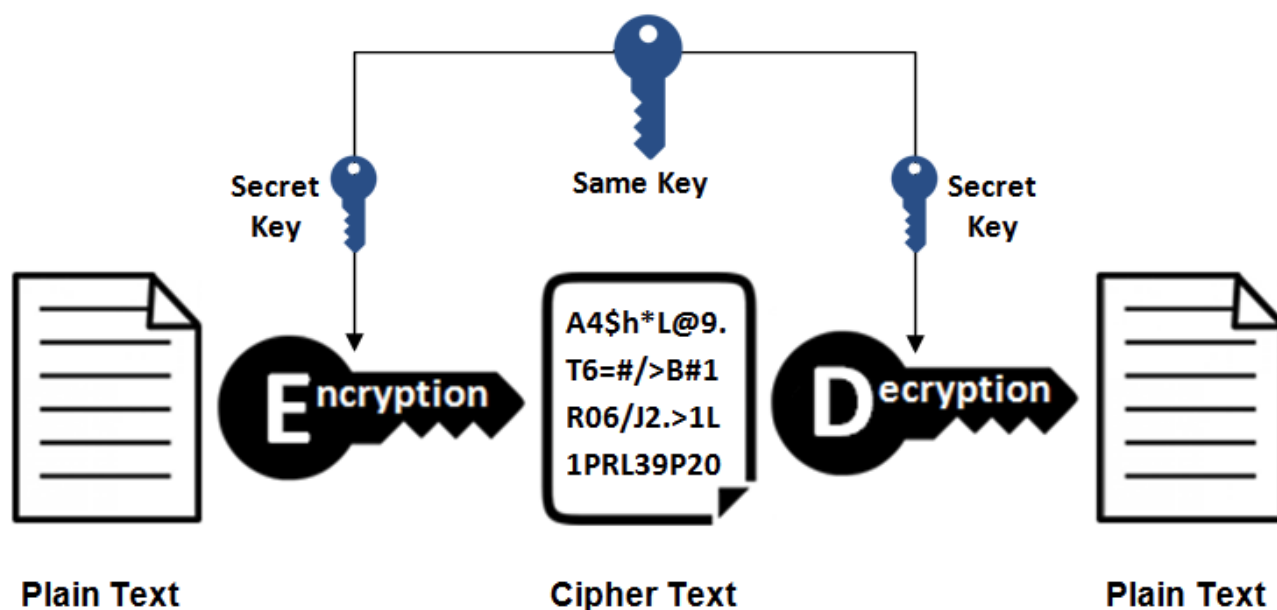 Same Key
Secret
Key
Secret
Key
Encryption
A4$h*L@9.
T6=#/>B#1
R06/J2.>1L
1PRL39P20
Decryption
Plain Text
Cipher Text
Plain Text